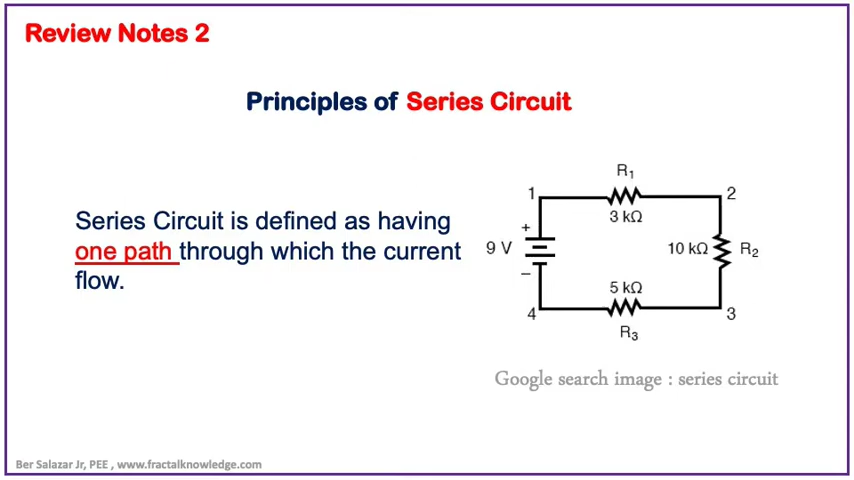 Review Notes 2
Principles of Series Circuit
Series Circuit is defined as having
one path through which the current
flow.
R1
1
2
3 kΩ
+
9 V
10 kΩ
R2
−
5 kΩ
4
3
R3
Google search image : series circuit
Ber Salazar Jr, PEE , www.fractalknowledge.com